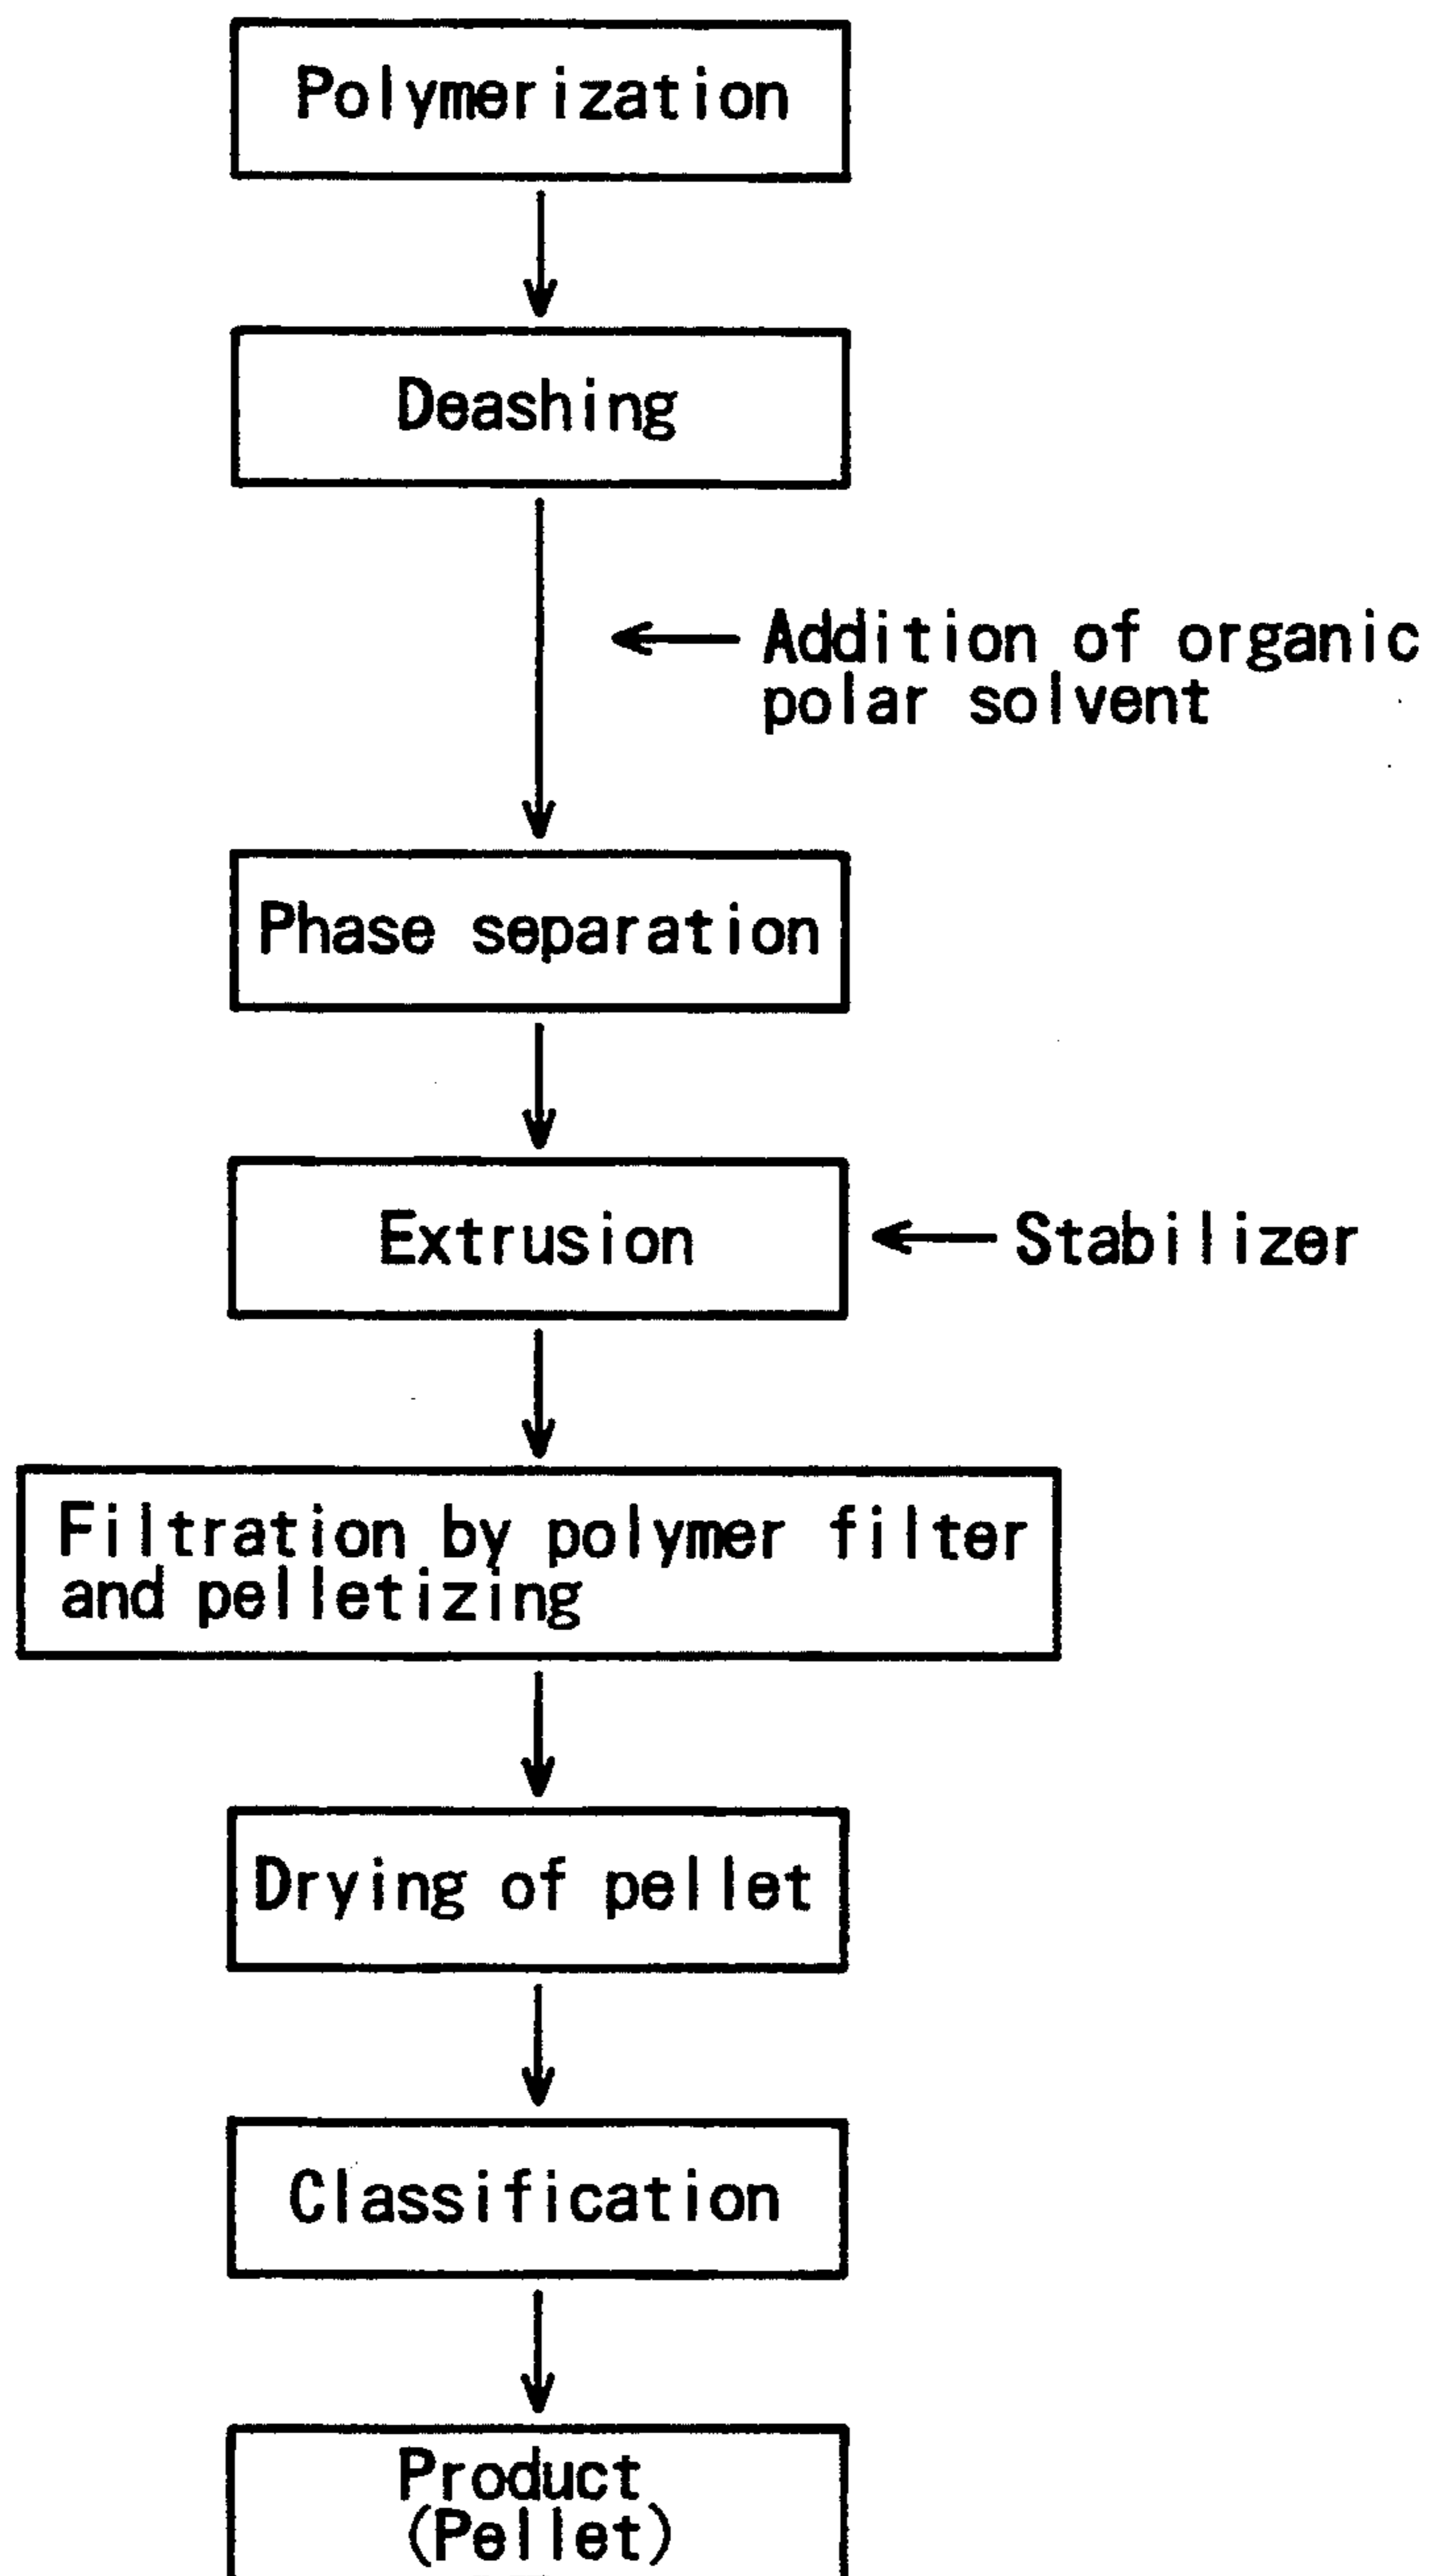 Polymerization
Deashing
Addition of organic
polar solvent
Phase separation
Extrusion
Stabilizer
Filtration by polymer filter
and pelletizing
Drying of pellet
Classification
Product
(Pellet)